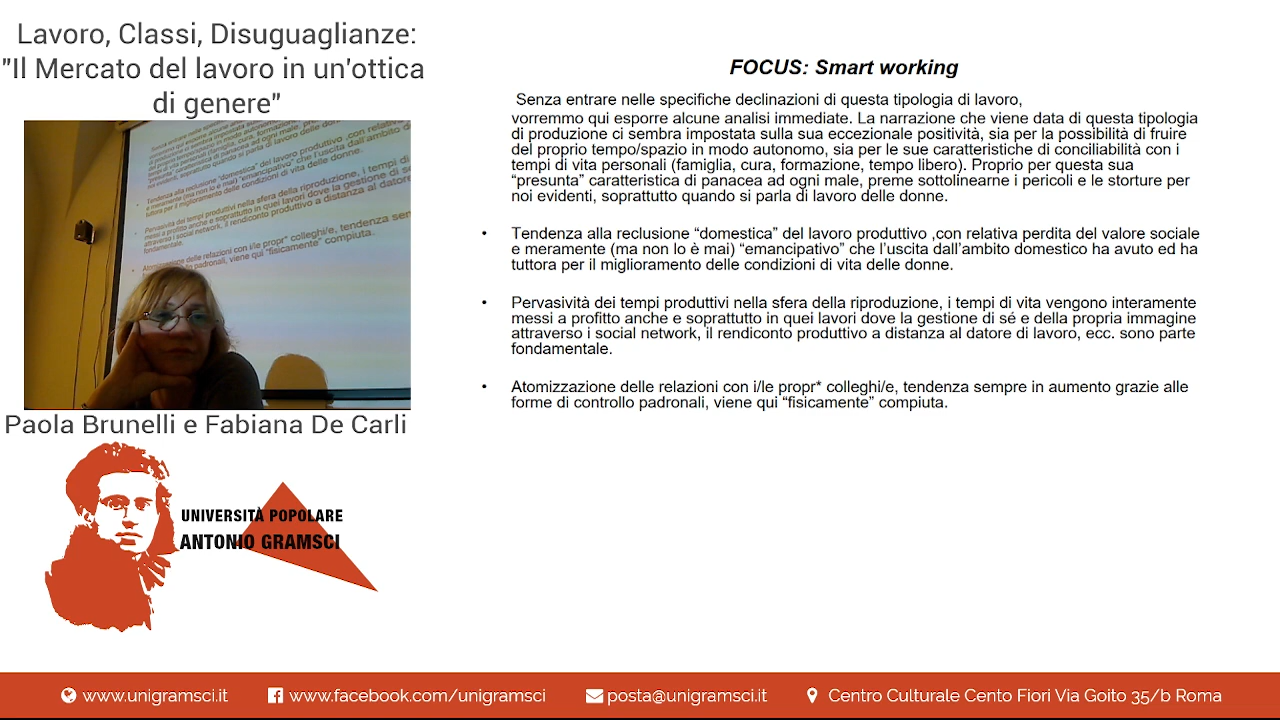 Lavoro, Classi, Disuguaglianze:
"Il Mercato del lavoro in un'ottica
di genere"
Paola Brunelli e Fabiana De Carli
UNIVERSITÀ POPOLARE
ANTONIO GRAMSCI
FOCUS: Smart working
Senza entrare nelle specifiche declinazioni di questa tipologia di lavoro,
vorremmo qui esporre alcune analisi immediate. La narrazione che viene data di questa tipologia
di produzione ci sembra impostata sulla sua eccezionale positività, sia per la possibilità di fruire
del proprio tempo/spazio in modo autonomo, sia per le sue caratteristiche di conciliabilità con i
tempi di vita personali (famiglia, cura, formazione, tempo libero). Proprio per questa sua
“presunta” caratteristica di panacea ad ogni male, preme sottolinearne i pericoli e le storture per
noi evidenti, soprattutto quando si parla di lavoro delle donne.
• Tendenza alla reclusione “domestica” del lavoro produttivo ,con relativa perdita del valore sociale
e meramente (ma non lo è mai) “emancipativo” che l’uscita dall’ambito domestico ha avuto ed ha
tuttora per il miglioramento delle condizioni di vita delle donne.
• Pervasività dei tempi produttivi nella sfera della riproduzione, i tempi di vita vengono interamente
messi a profitto anche e soprattutto in quei lavori dove la gestione di sé e della propria immagine
attraverso i social network, il rendiconto produttivo a distanza al datore di lavoro, ecc. sono parte
fondamentale.
• Atomizzazione delle relazioni con i/le propr* colleghi/e, tendenza sempre in aumento grazie alle
forme di controllo padronali, viene qui “fisicamente” compiuta.
www.unigramsci.it
www.facebook.com/unigramsci
posta@unigramsci.it
Centro Culturale Cento Fiori Via Goito 35/b Roma